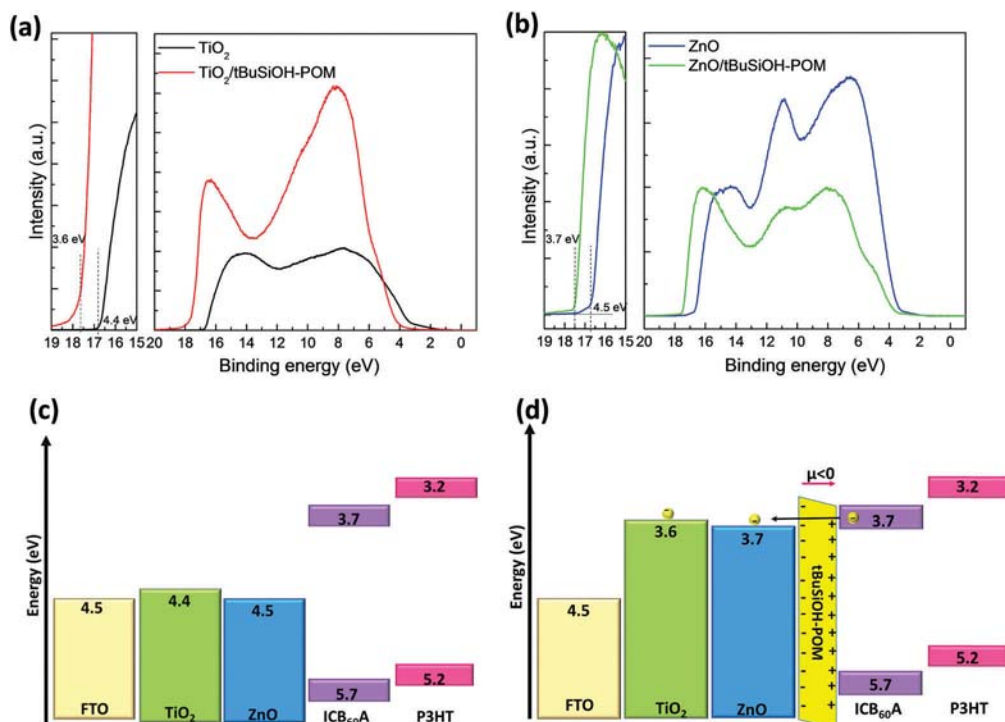 (a)
Intensity (a.u.)
TiO2
TiO2/tBuSiOH-POM
3.6 eV
4.4 eV
19 18 17 16 15 20 18 16 14 12 10 8 6 4 2 0
Binding energy (eV)
(b)
Intensity (a.u.)
ZnO
ZnO/tBuSiOH-POM
3.7 eV
4.5 eV
19 18 17 16 15 20 18 16 14 12 10 8 6 4 2 0
Binding energy (eV)
(c)
Energy (eV)
3.2
3.7
4.5
4.4
4.5
5.7
5.2
FTO
TiO2
ZnO
ICB60A
P3HT
(d)
Energy (eV)
μ<0
3.2
3.7
3.6
3.7
4.5
tBuSiOH-POM
5.2
5.7
FTO
TiO2
ZnO
ICB60A
P3HT